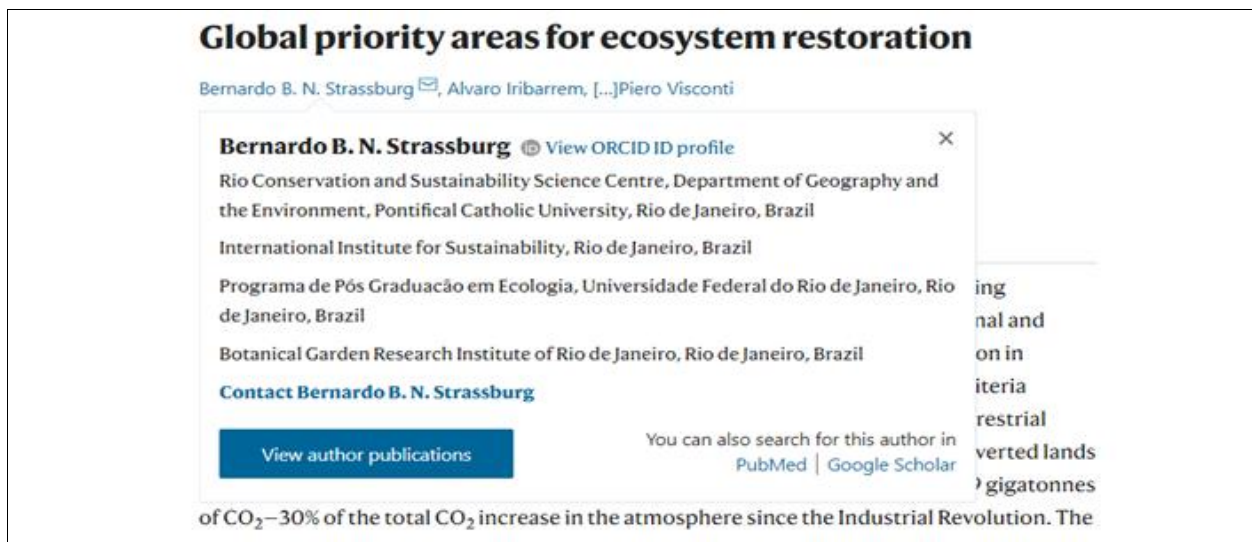 Global priority areas for ecosystem restoration
Bernardo B. N. Strassburg, Alvaro Iribarrem, [...]Piero Visconti
Bernardo B. N. Strassburg iD View ORCID ID profile ×
Rio Conservation and Sustainability Science Centre, Department of Geography and
the Environment, Pontifical Catholic University, Rio de Janeiro, Brazil
International Institute for Sustainability, Rio de Janeiro, Brazil
Programa de Pós Graduacão em Ecologia, Universidade Federal do Rio de Janeiro, Rio
de Janeiro, Brazil
Botanical Garden Research Institute of Rio de Janeiro, Rio de Janeiro, Brazil
Contact Bernardo B. N. Strassburg
View author publications
You can also search for this author in
PubMed | Google Scholar
ing
nal and
on in
iteria
restrial
verted lands
gigatonnes
of CO₂–30% of the total CO₂ increase in the atmosphere since the Industrial Revolution. The